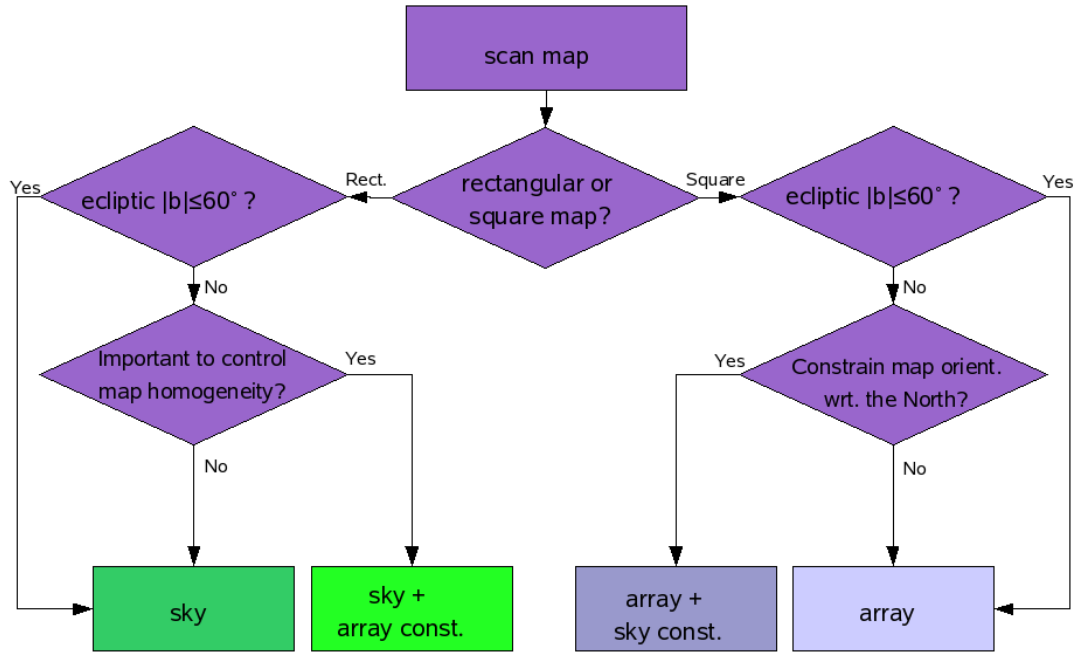 scan map
rectangular or
square map?
Rect.
Square
ecliptic |b|≤60° ?
Yes
No
ecliptic |b|≤60° ?
Yes
No
Important to control
map homogeneity?
Yes
No
Constrain map orient.
wrt. the North?
Yes
No
sky
sky +
array const.
array +
sky const.
array